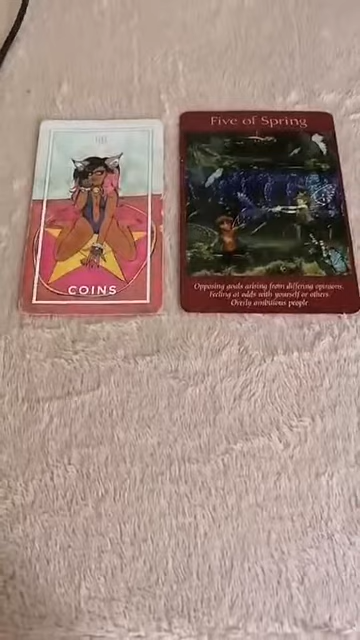 COINS
Five of Spring
Opposing goals arising from differing opinions.
Feeling at odds with yourself or others.
Overly ambitious people